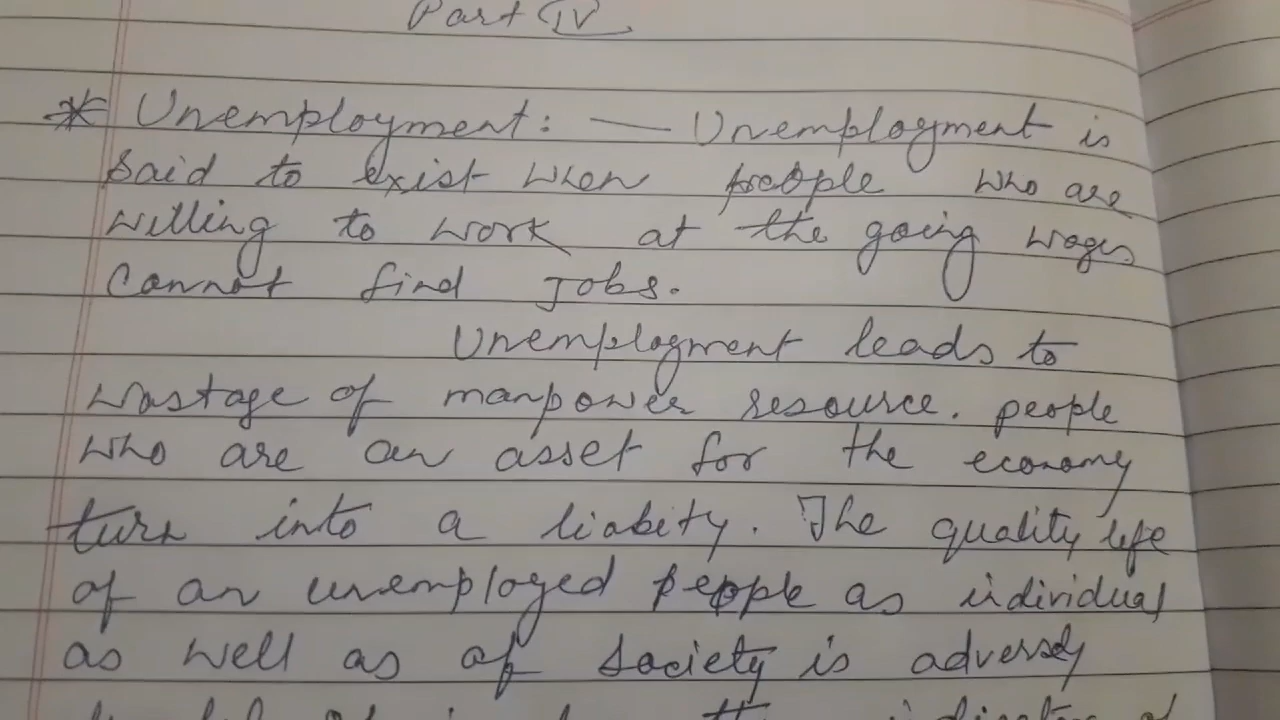 Part IV
* Unemployment: — Unemployment is
said to exist when people who are
willing to work at the going wages
cannot find jobs.
Unemployment leads to
wastage of manpower resource. people
who are an asset for the economy
turn into a liabity. The quality life
of an unemployed people as individual
as well as of society is adversly